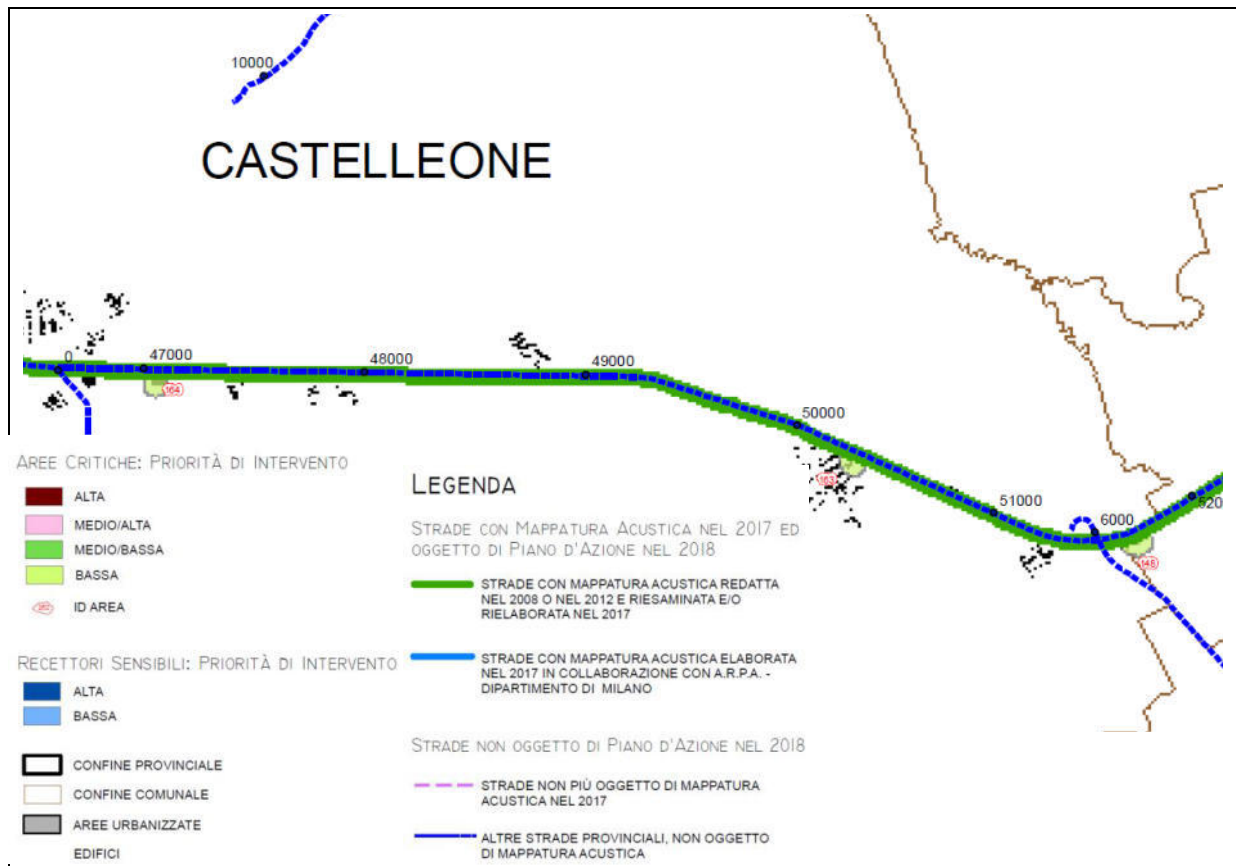 10000
CASTELLEONE
0
47000
48000
49000
164
50000
163
51000
6000
520
148
AREE CRITICHE: PRIORITÀ DI INTERVENTO
ALTA
MEDIO/ALTA
MEDIO/BASSA
BASSA
ID AREA
RECETTORI SENSIBILI: PRIORITÀ DI INTERVENTO
ALTA
BASSA
CONFINE PROVINCIALE
CONFINE COMUNALE
AREE URBANIZZATE
EDIFICI
LEGENDA
STRADE CON MAPPATURA ACUSTICA NEL 2017 ED
OGGETTO DI PIANO D'AZIONE NEL 2018
STRADE CON MAPPATURA ACUSTICA REDATTA
NEL 2008 O NEL 2012 E RIESAMINATA E/O
RIELABORATA NEL 2017
STRADE CON MAPPATURA ACUSTICA ELABORATA
NEL 2017 IN COLLABORAZIONE CON A.R.P.A. -
DIPARTIMENTO DI MILANO
STRADE NON OGGETTO DI PIANO D'AZIONE NEL 2018
STRADE NON PIÙ OGGETTO DI MAPPATURA
ACUSTICA NEL 2017
ALTRE STRADE PROVINCIALI, NON OGGETTO
DI MAPPATURA ACUSTICA